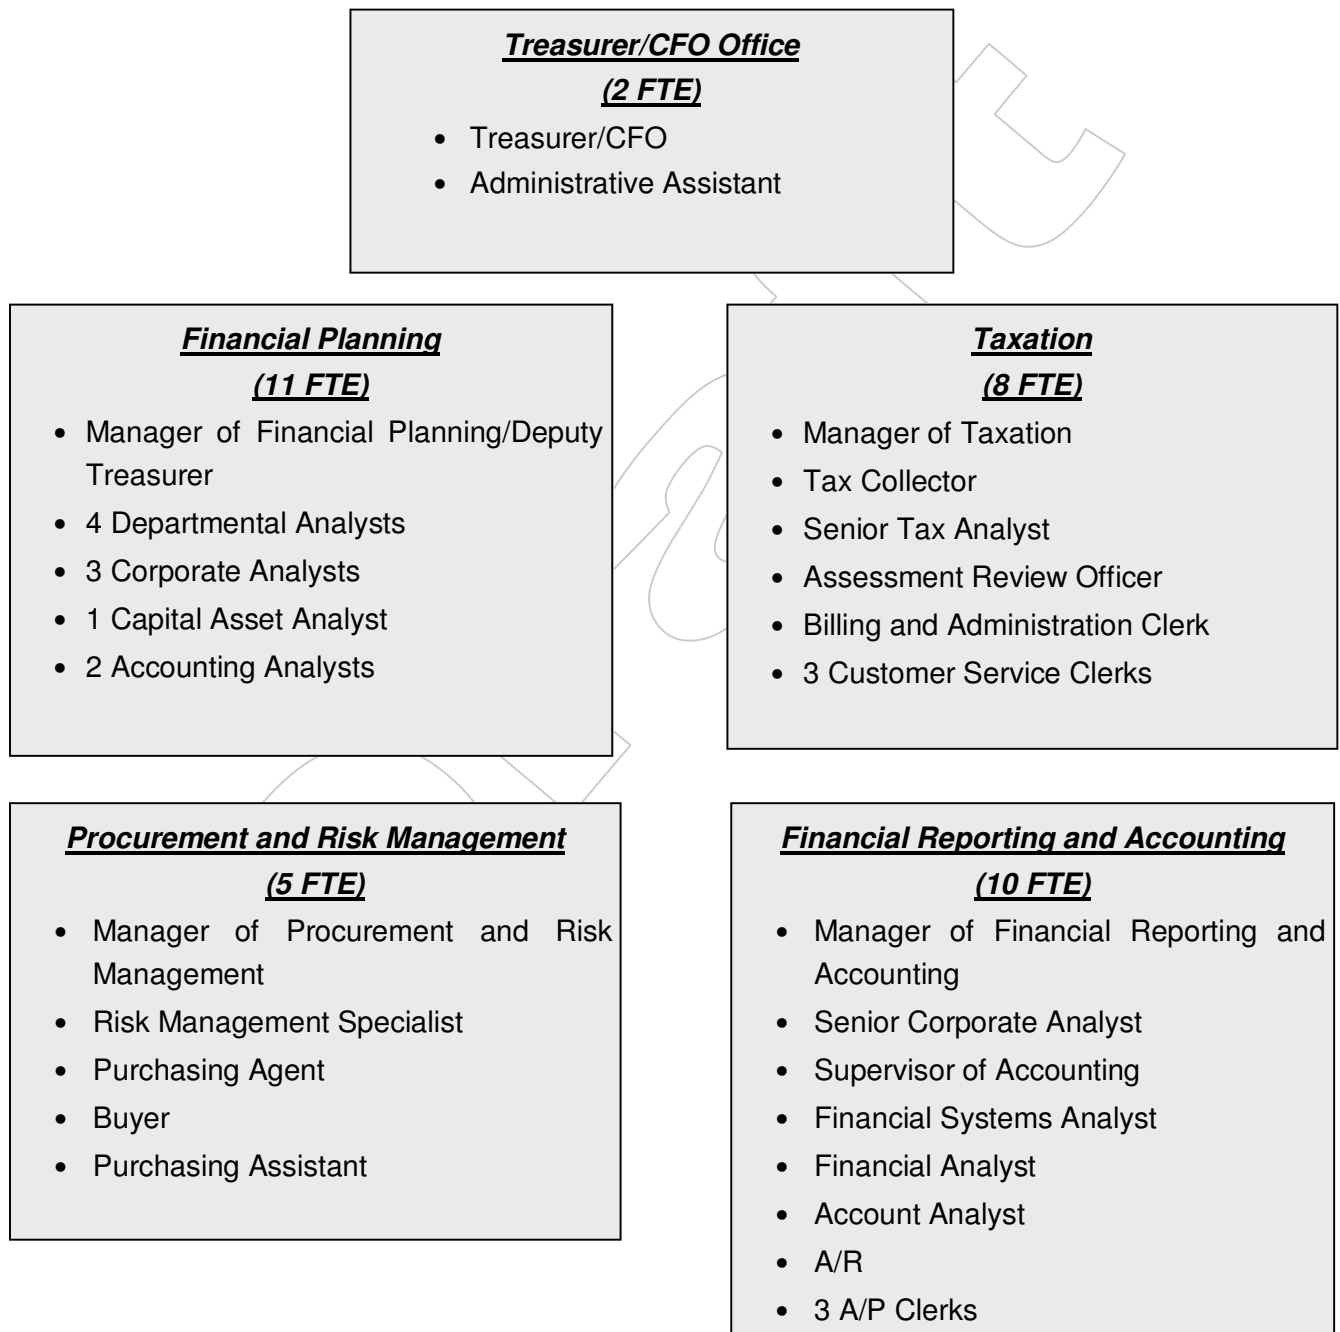 Treasurer/CFO Office
(2 FTE)
• Treasurer/CFO
• Administrative Assistant
Financial Planning
(11 FTE)
• Manager of Financial Planning/Deputy
Treasurer
• 4 Departmental Analysts
• 3 Corporate Analysts
• 1 Capital Asset Analyst
• 2 Accounting Analysts
Taxation
(8 FTE)
• Manager of Taxation
• Tax Collector
• Senior Tax Analyst
• Assessment Review Officer
• Billing and Administration Clerk
• 3 Customer Service Clerks
Procurement and Risk Management
(5 FTE)
• Manager of Procurement and Risk
Management
• Risk Management Specialist
• Purchasing Agent
• Buyer
• Purchasing Assistant
Financial Reporting and Accounting
(10 FTE)
• Manager of Financial Reporting and
Accounting
• Senior Corporate Analyst
• Supervisor of Accounting
• Financial Systems Analyst
• Financial Analyst
• Account Analyst
• A/R
• 3 A/P Clerks